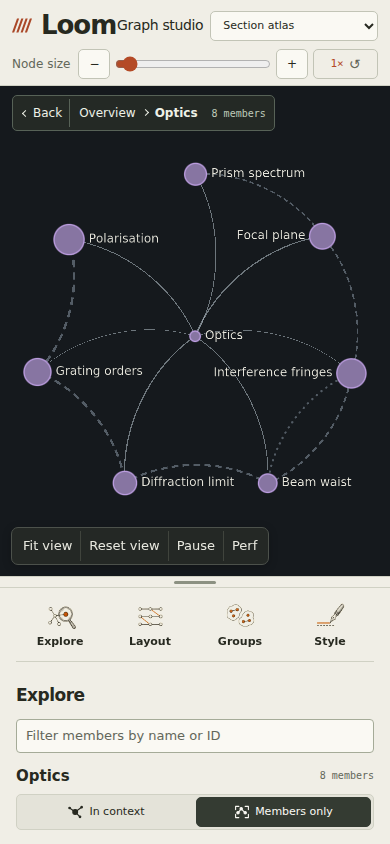 Loom Graph studio Section atlas
Node size − + 1× ↺
Back Overview Optics 8 members
Prism spectrum
Focal plane
Polarisation
Optics
Grating orders
Interference fringes
Diffraction limit
Beam waist
Fit view Reset view Pause Perf
Explore Layout Groups Style
Explore
Filter members by name or ID
Optics 8 members
In context Members only